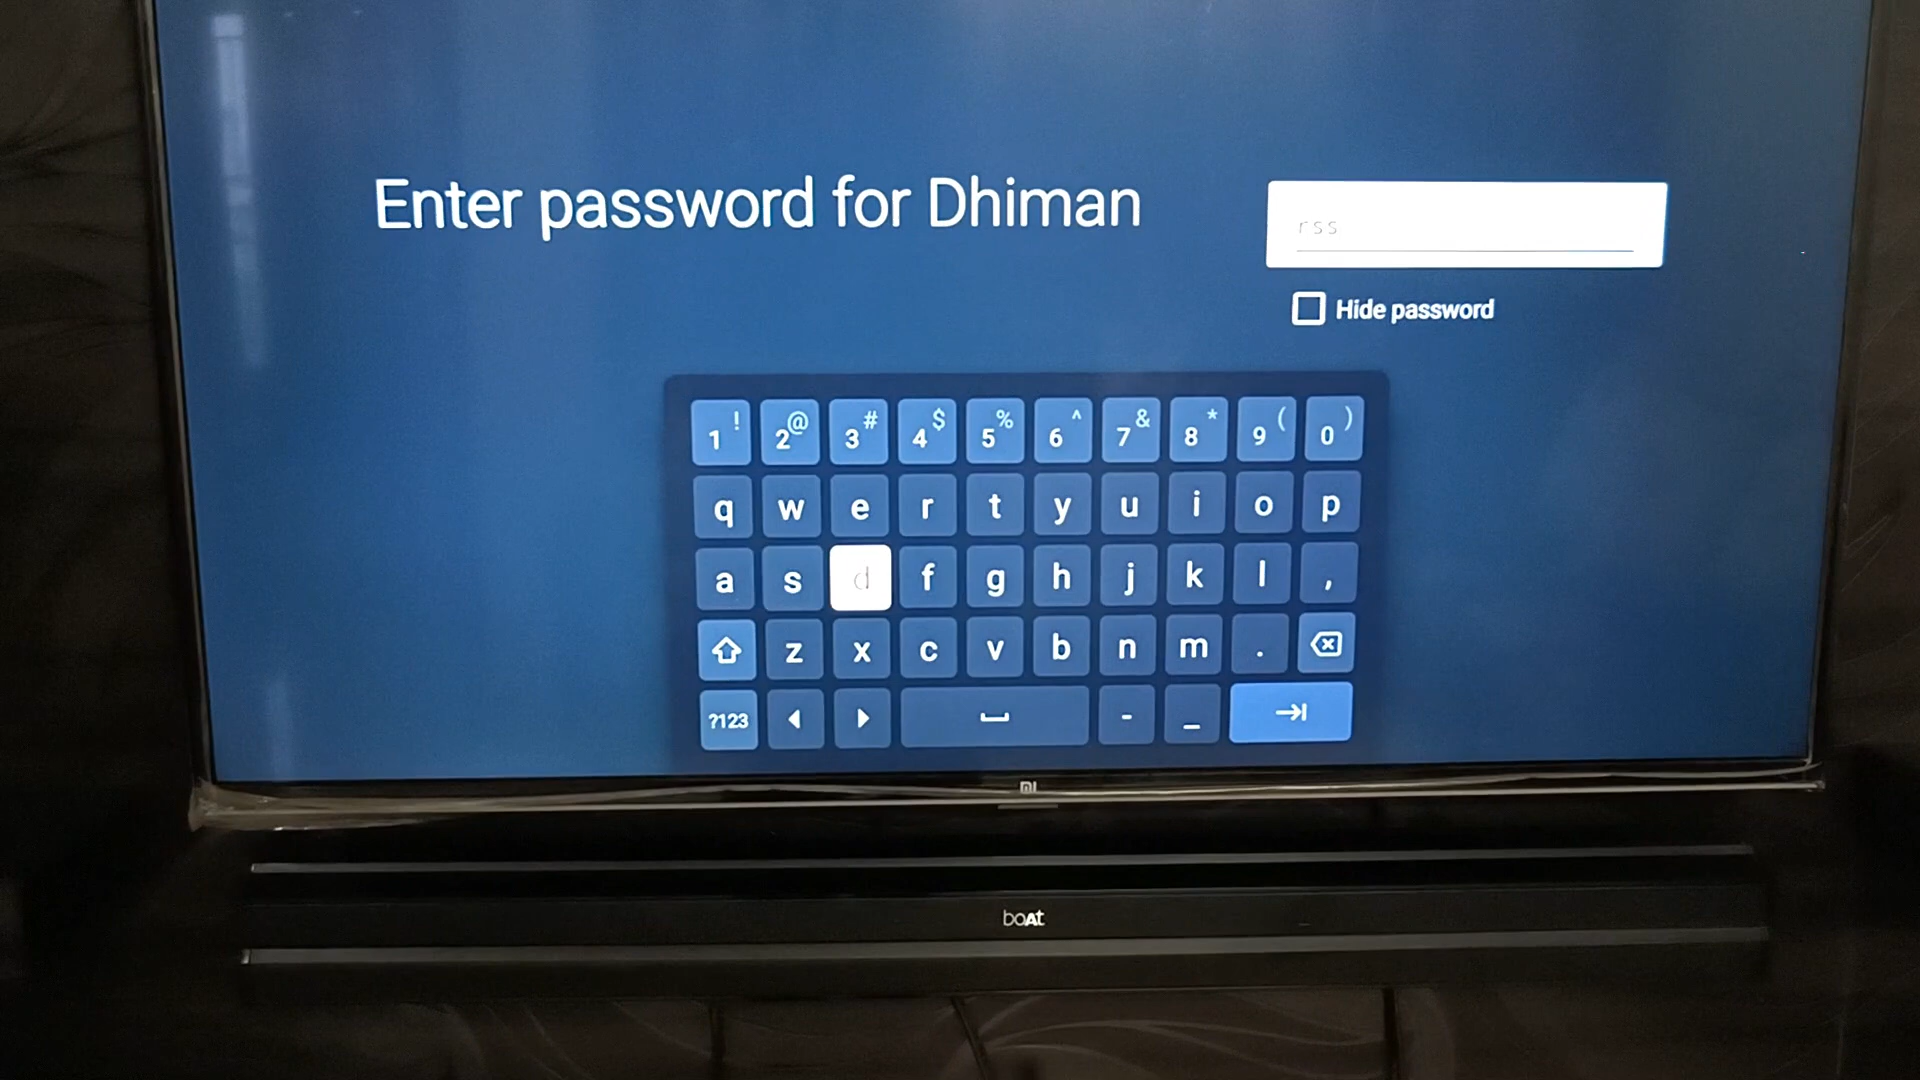 Enter password for Dhiman
rss
Hide password
1 ! 2 @ 3 # 4 $ 5 % 6 ^ 7 & 8 * 9 ( 0 )
q w e r t y u i o p
a s d f g h j k l ,
z x c v b n m .
?123 - _
mi
boAt